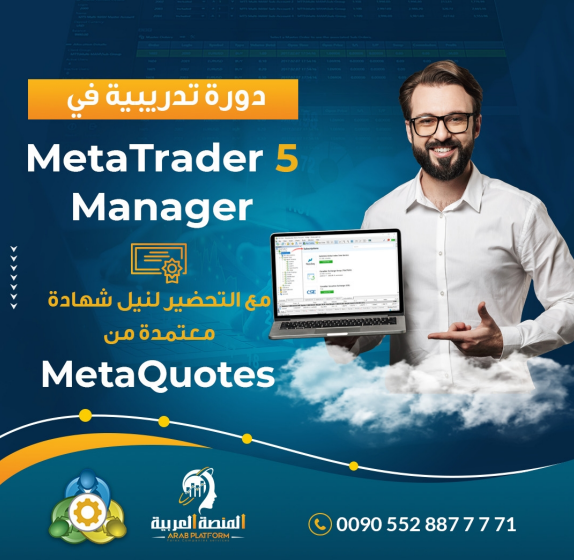 دورة تدريبية في
MetaTrader 5
Manager
مع التحضير لنيل شهادة
معتمدة من
MetaQuotes
CSE
المنصة العربية
ARAB PLATFORM
0090 552 887 7 7 71